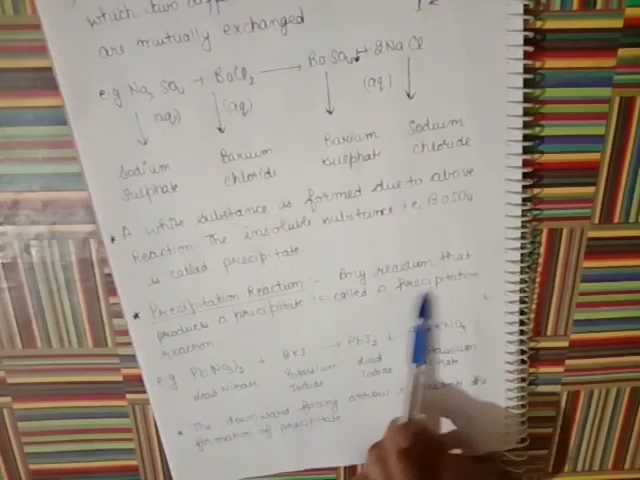 which two
are mutually exchanged
e.g Na2 SO4 + BaCl2 → BaSO4↓ + 2NaCl
(aq) (aq) (aq)
Sodium Barium Barium Sodium
Sulphate chloride Sulphate chloride
* A white substance is formed due to above
Reaction. The insoluble substance i.e BaSO4
is called precipitate.
* Precipitation Reaction :- Any reaction that
produces a precipitate is called a precipitation
reaction
e.g Pb(NO3)2 + 2KI → PbI2 ↓ KNO3
Lead Nitrate Potassium Lead
Iodide Iodide
* The downward facing arrow the
formation of precipitate